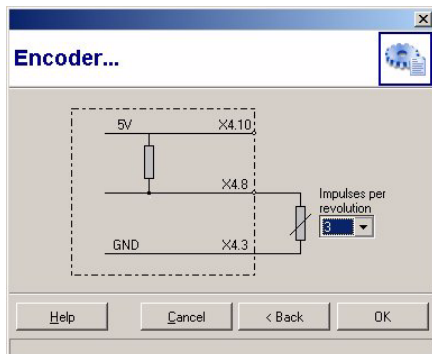 Encoder...
5V X4.10
X4.8
Impulses per
revolution
3
GND X4.3
Help Cancel < Back OK